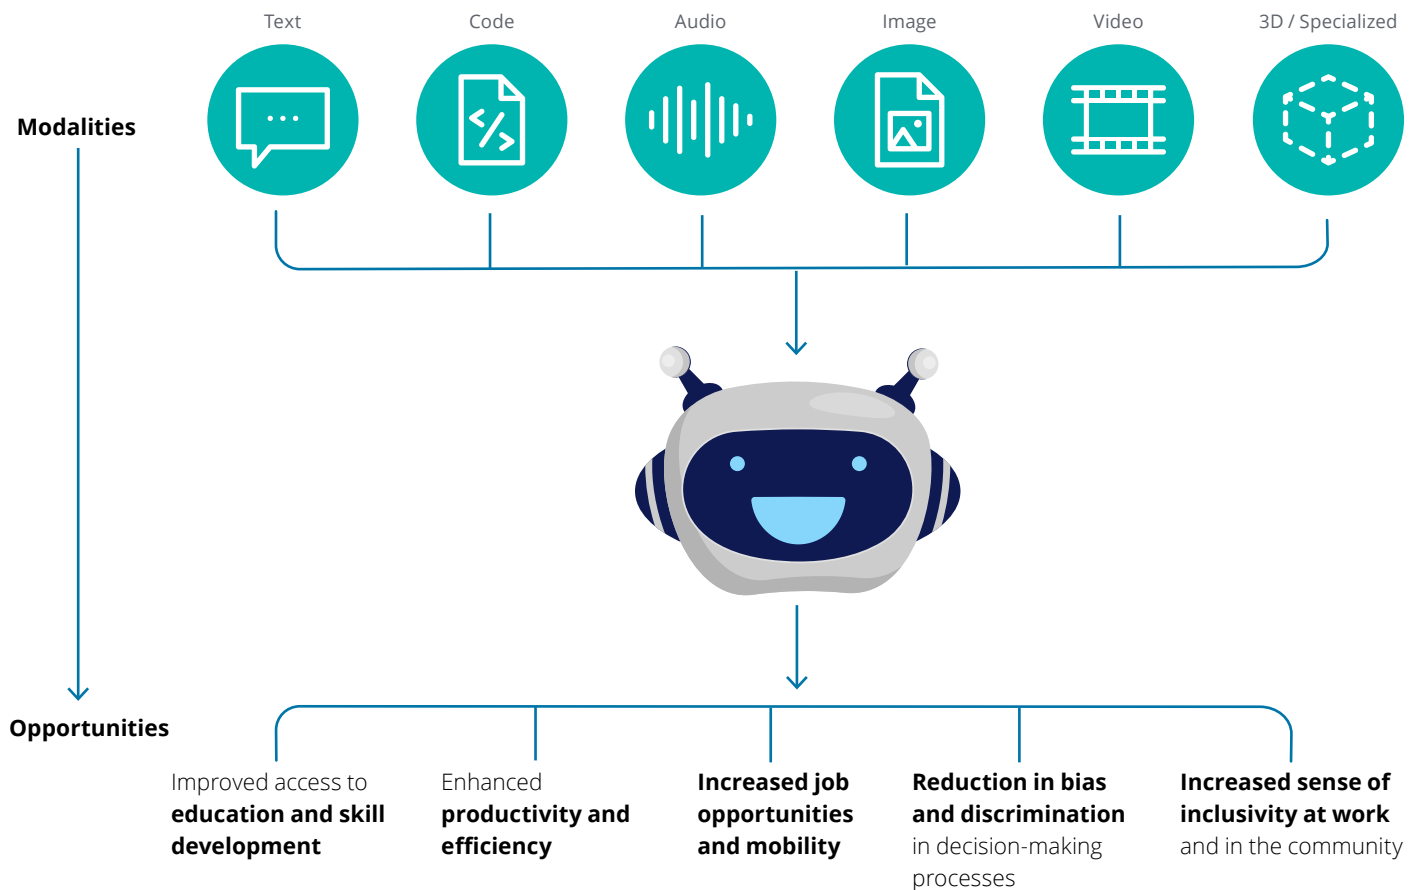 Text
Code
Audio
Image
Video
3D / Specialized
Modalities
Opportunities
Improved access to
education and skill
development
Enhanced
productivity and
efficiency
Increased job
opportunities
and mobility
Reduction in bias
and discrimination
in decision-making
processes
Increased sense of
inclusivity at work
and in the community